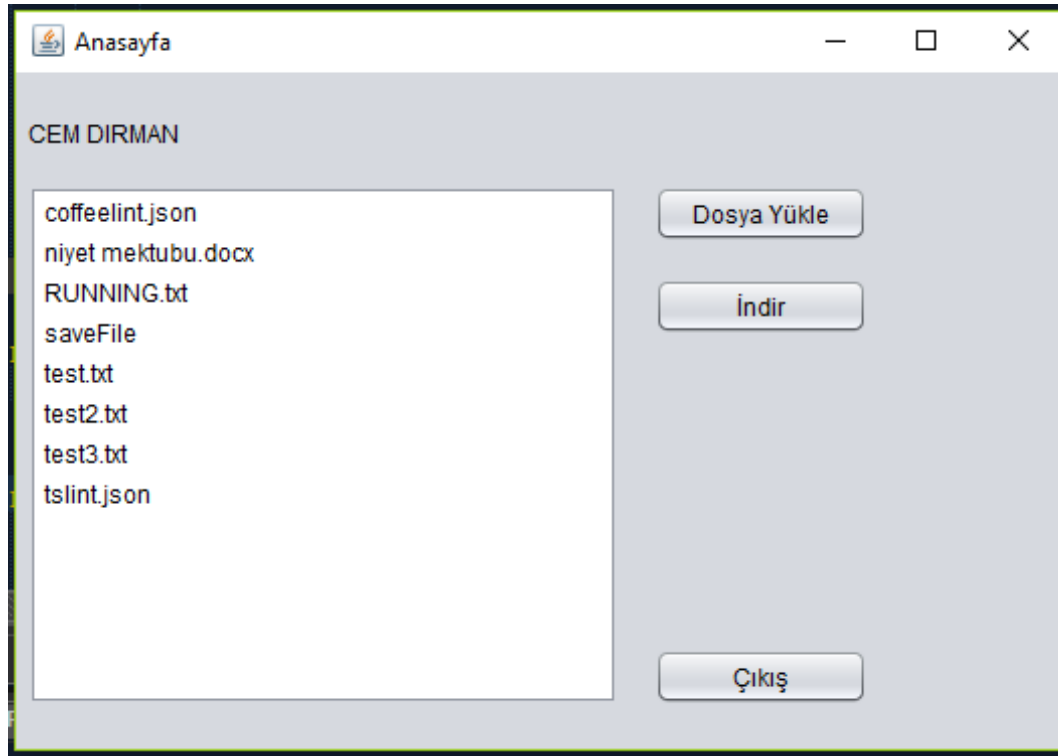 Anasayfa
CEM DIRMAN
coffeelint.json
niyet mektubu.docx
RUNNING.txt
saveFile
test.txt
test2.txt
test3.txt
tslint.json
Dosya Yükle
İndir
Çıkış